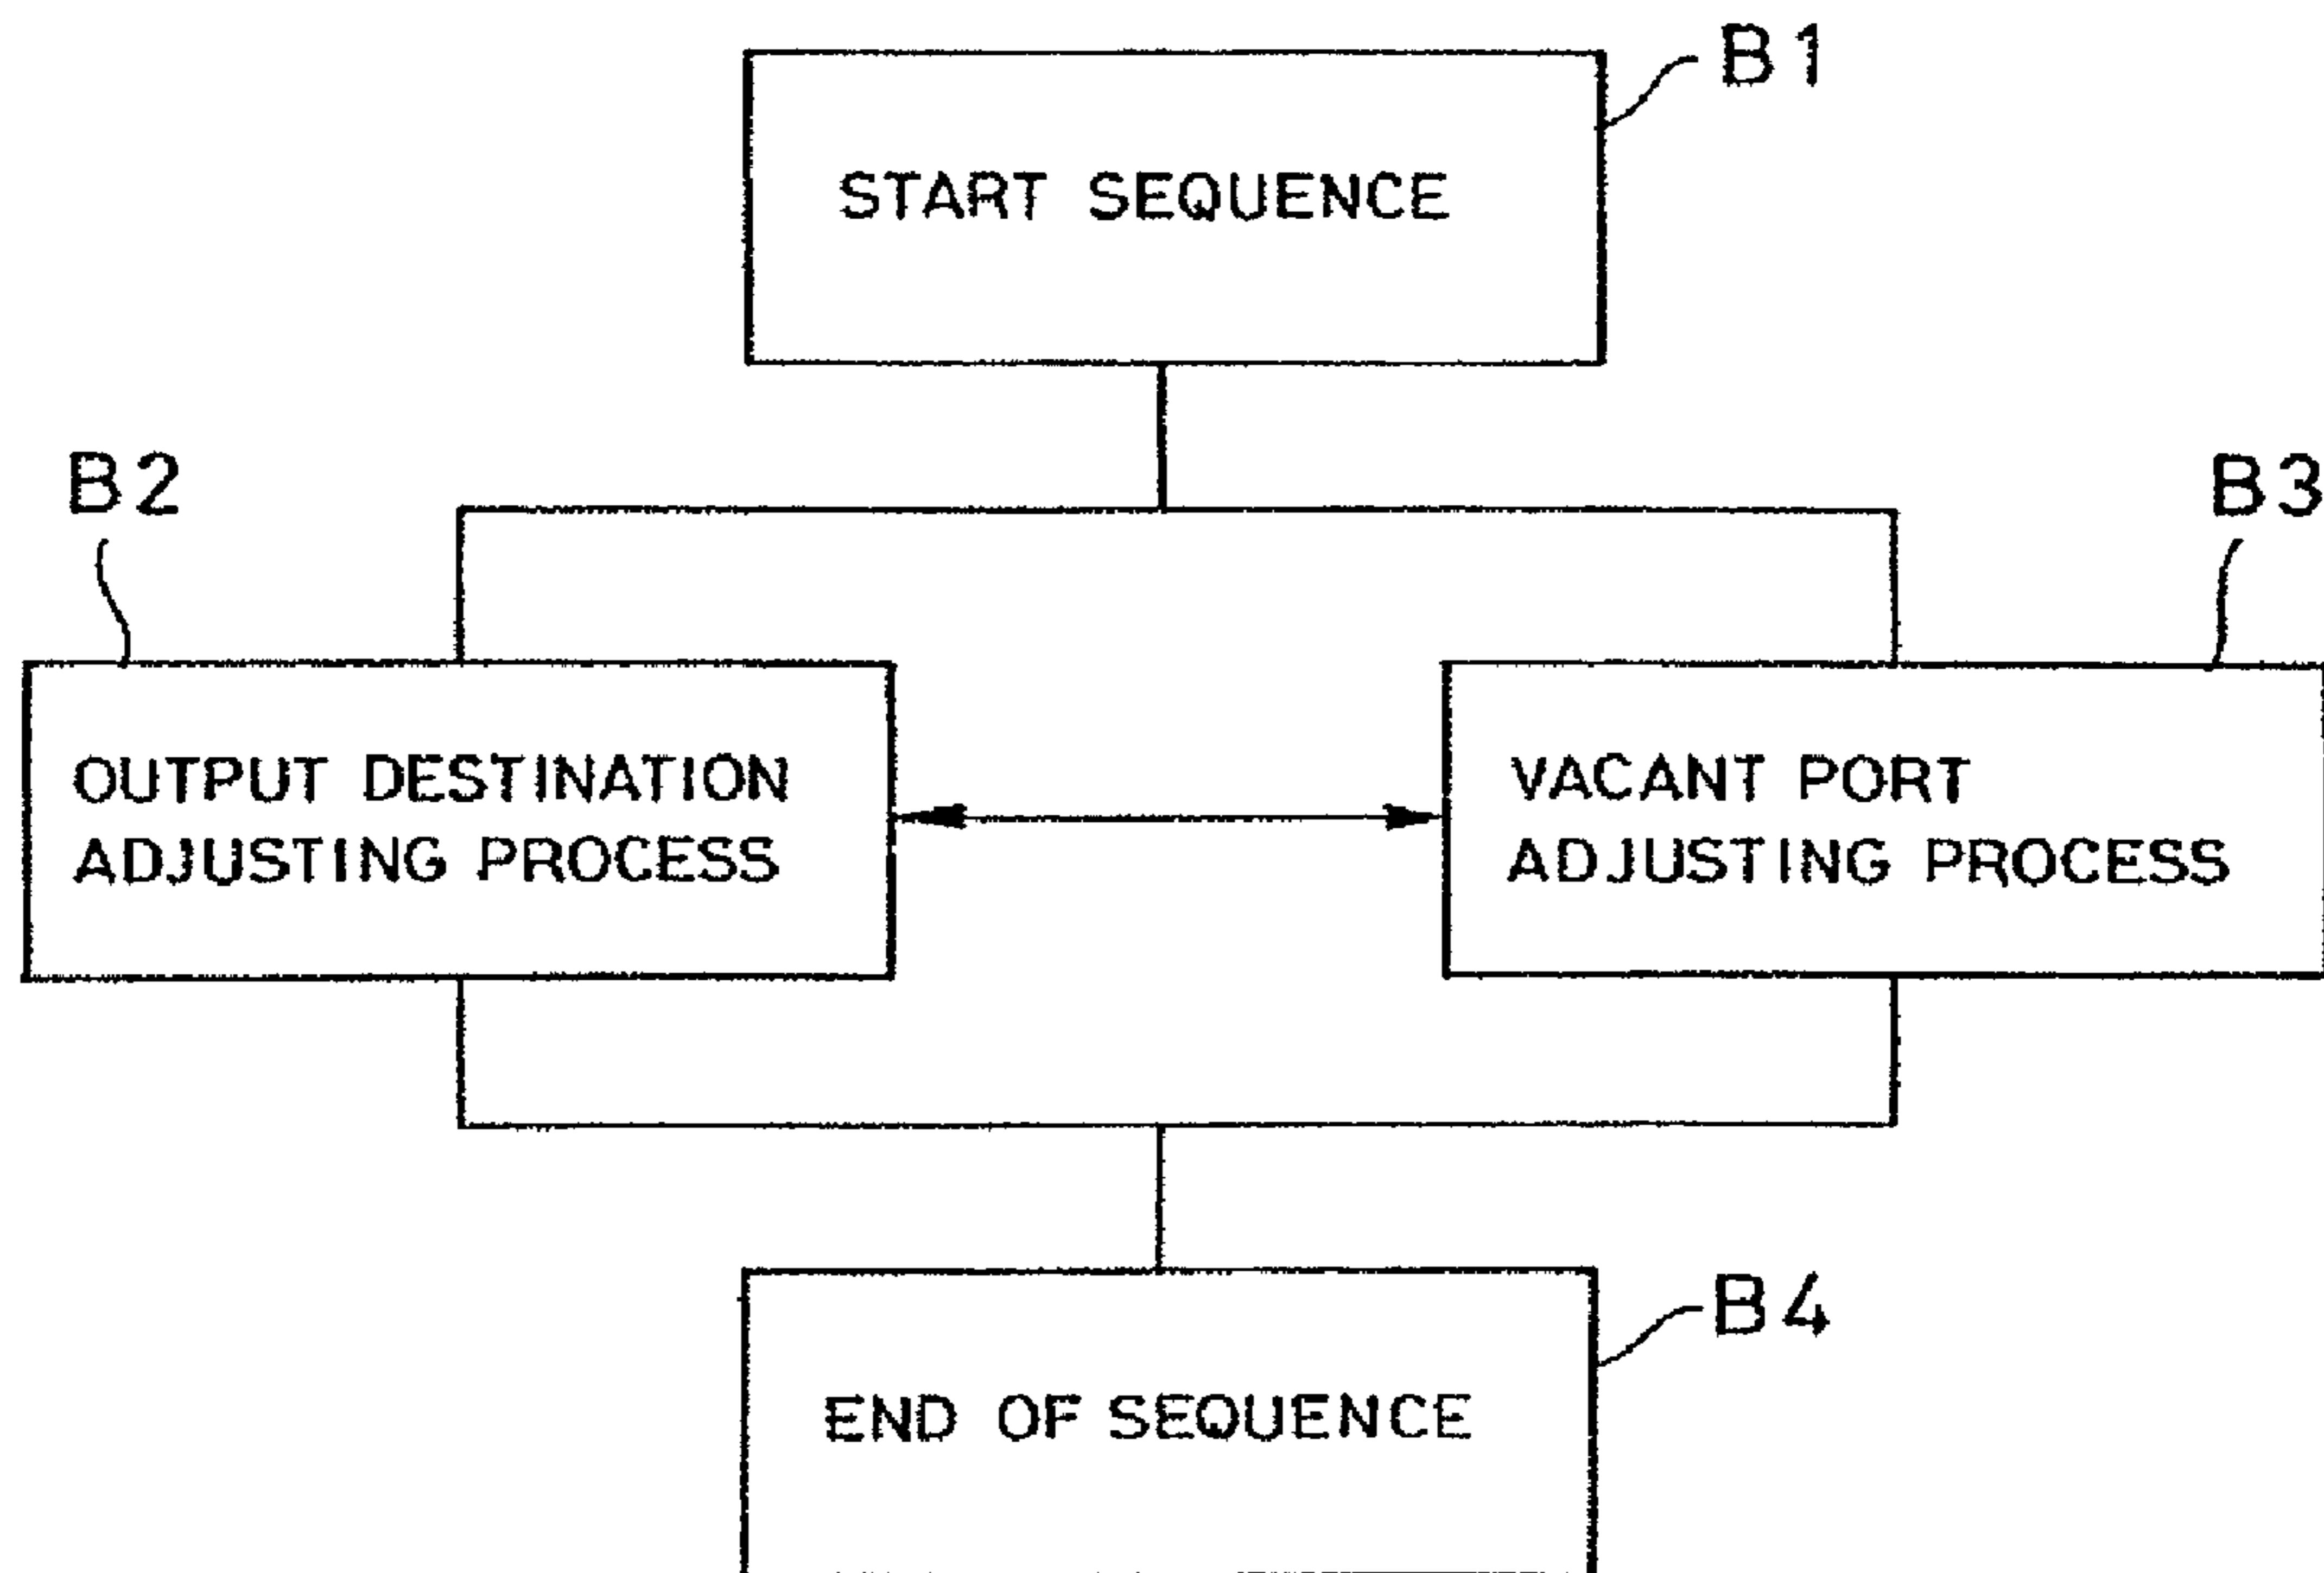 B1
START SEQUENCE
B2
B3
OUTPUT DESTINATION
ADJUSTING PROCESS
VACANT PORT
ADJUSTING PROCESS
B4
END OF SEQUENCE